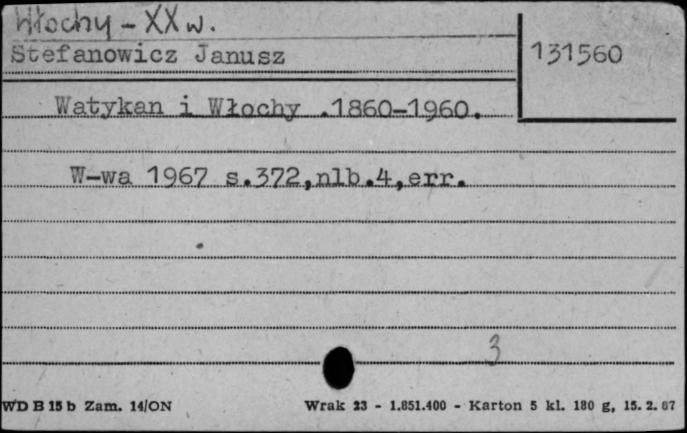 Włochy - XX w.
Stefanowicz Janusz
131560
Watykan i Włochy .1860-1960.
W-wa 1967 s.372,nlb.4,err.
3
WD B 15 b Zam. 14/ON
Wrak 23 - 1.851.400 - Karton 5 kl. 180 g, 15. 2. 67